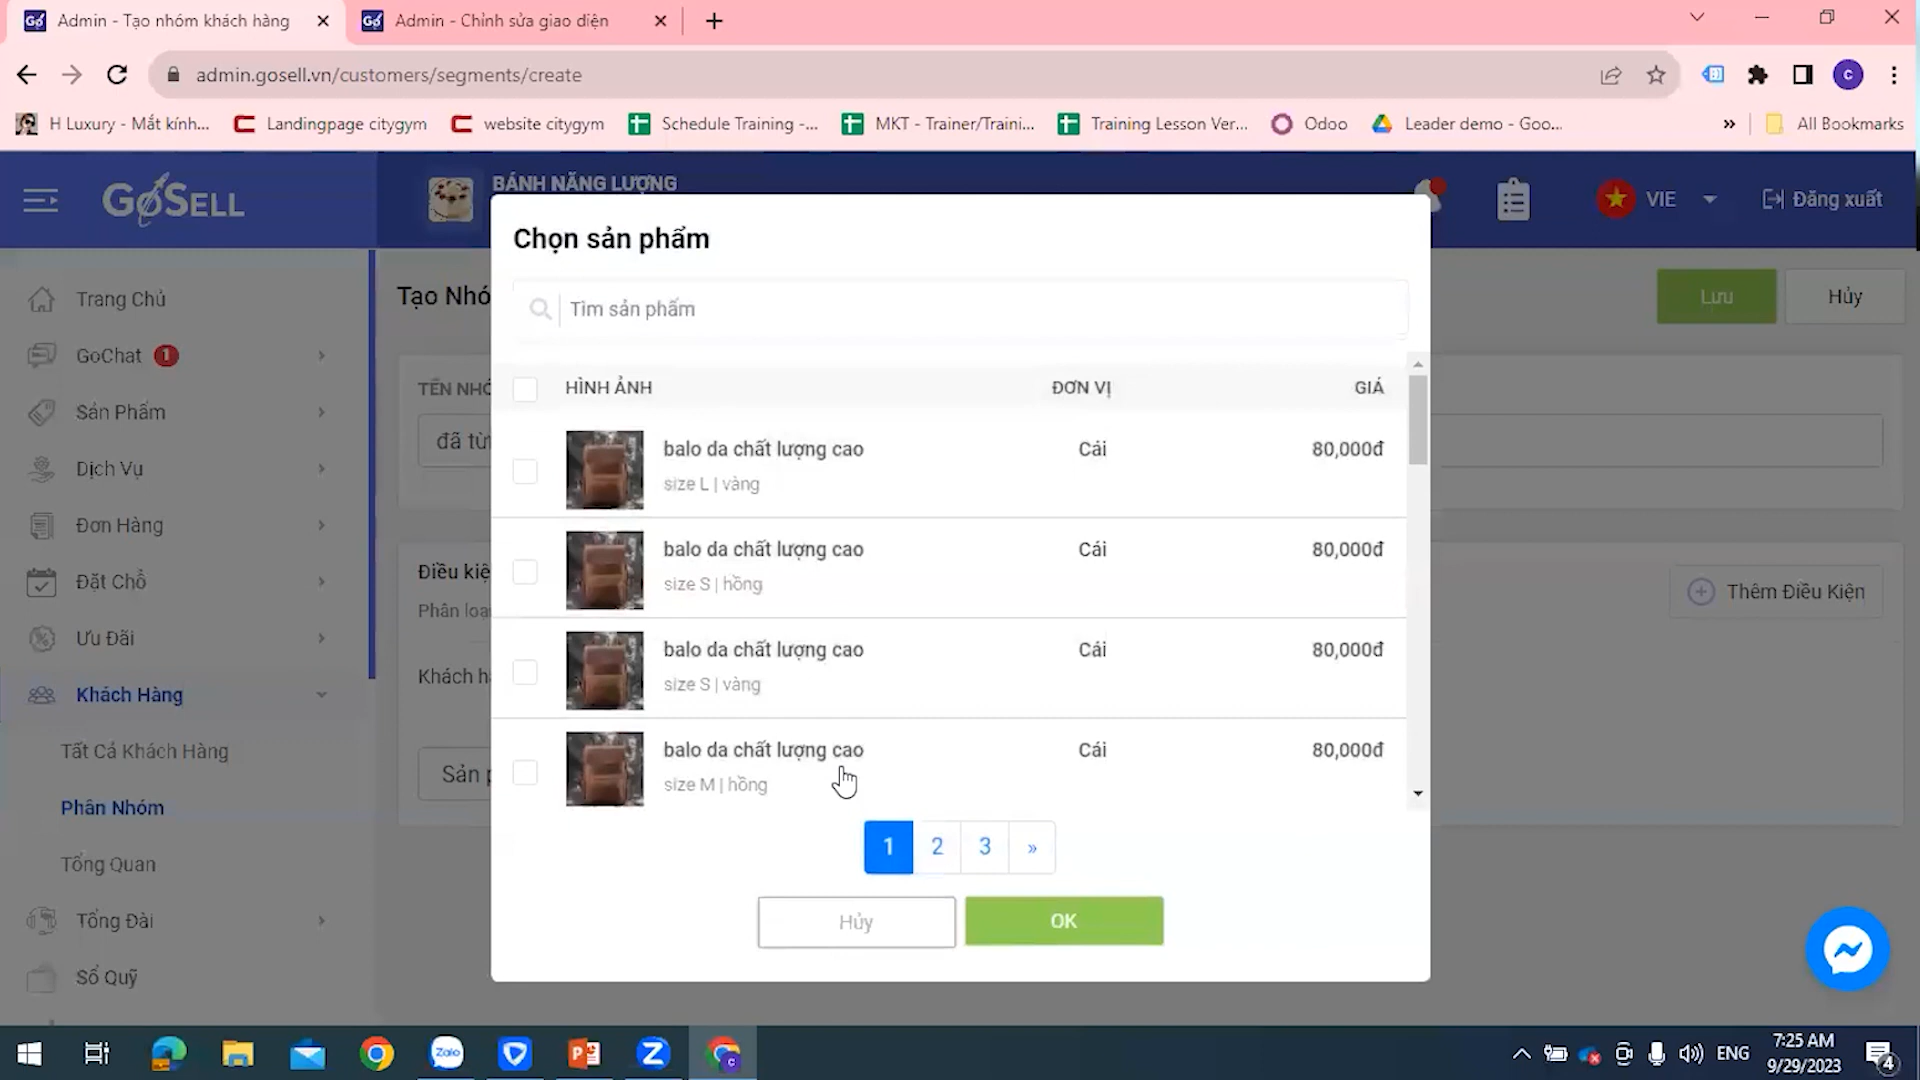 Admin - Tạo nhóm khách hàng
Admin - Chỉnh sửa giao diện
admin.gosell.vn/customers/segments/create
C
H Luxury - Mắt kính...
Landingpage citygym
website citygym
Schedule Training -...
MKT - Trainer/Traini...
Training Lesson Ver...
Odoo
Leader demo - Goo...
»
All Bookmarks
GOSELL
BÁNH NĂNG LƯỢNG
VIE
Đăng xuất
Trang Chủ
GoChat 1
Sản Phẩm
Dịch Vụ
Đơn Hàng
Đặt Chỗ
Ưu Đãi
Khách Hàng
Tất Cả Khách Hàng
Phân Nhóm
Tổng Quan
Tổng Đài
Sổ Quỹ
Tạo Nhó
Lưu
Hủy
TÊN NHÓ
đã từ
Điều kiệ
Phân loạ
Thêm Điều Kiện
Khách h
Sản p
Chọn sản phẩm
Tìm sản phẩm
HÌNH ẢNH
ĐƠN VỊ
GIÁ
balo da chất lượng cao
Cái
80,000đ
size L | vàng
balo da chất lượng cao
Cái
80,000đ
size S | hồng
balo da chất lượng cao
Cái
80,000đ
size S | vàng
balo da chất lượng cao
Cái
80,000đ
size M | hồng
1 2 3 »
Hủy
OK
Zalo
ENG
7:25 AM
9/29/2023
4